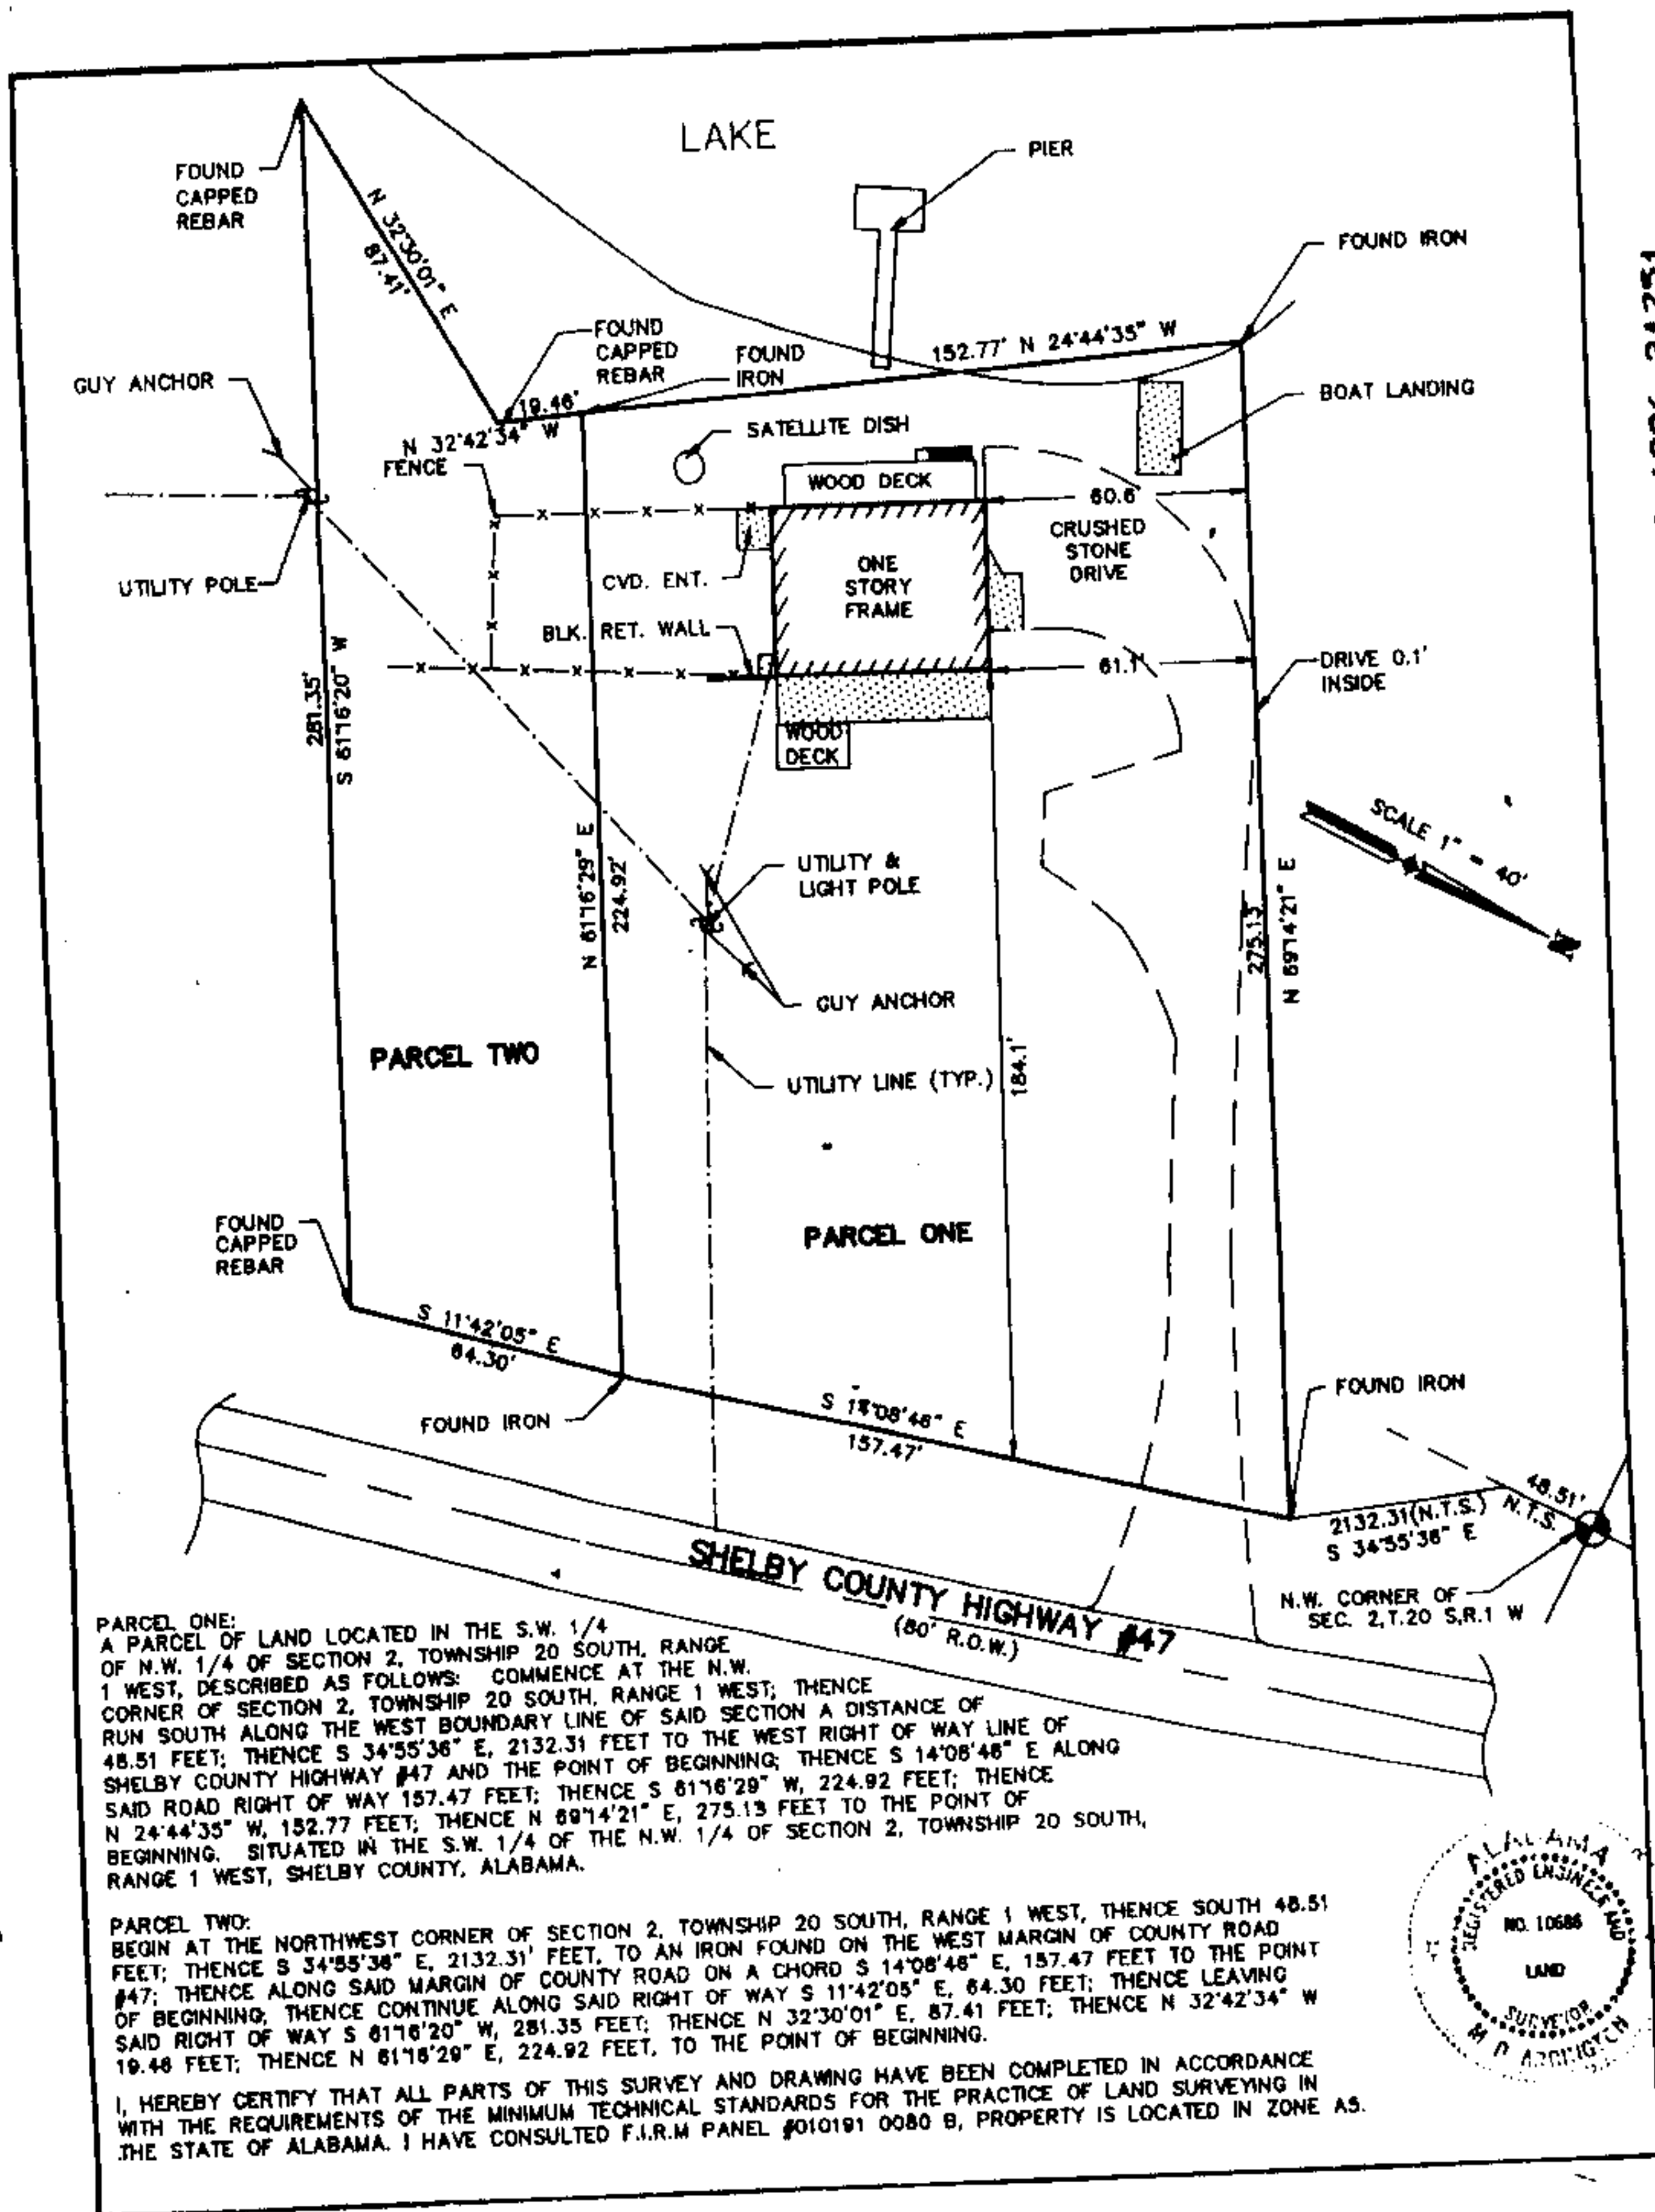 LAKE
PIER
FOUND
CAPPED
REBAR
N 32°30'01" E
87.41'
FOUND IRON
FOUND
CAPPED
REBAR
FOUND
IRON
152.77' N 24°44'35" W
GUY ANCHOR
BOAT LANDING
19.46'
N 32°42'34" W
SATELLITE DISH
FENCE
WOOD DECK
60.6
CRUSHED
STONE
DRIVE
UTILITY POLE
CVD. ENT.
ONE
STORY
FRAME
BLK. RET. WALL
61.1'
DRIVE 0.1'
INSIDE
281.35'
S 61°16'20" W
WOOD
DECK
SCALE 1" = 40'
N
N 61°16'29" E
224.92'
UTILITY &
LIGHT POLE
275.13'
N 69°14'21" E
GUY ANCHOR
PARCEL TWO
UTILITY LINE (TYP.)
184.1'
PARCEL ONE
FOUND
CAPPED
REBAR
S 11°42'05" E
64.30'
FOUND IRON
S 14°08'46" E
157.47'
FOUND IRON
48.51'
N.T.S.
2132.31(N.T.S.)
S 34°55'36" E
N.W. CORNER OF
SEC. 2,T.20 S,R.1 W
SHELBY COUNTY HIGHWAY #47
(80' R.O.W.)
PARCEL ONE:
A PARCEL OF LAND LOCATED IN THE S.W. 1/4
OF N.W. 1/4 OF SECTION 2, TOWNSHIP 20 SOUTH, RANGE
1 WEST, DESCRIBED AS FOLLOWS: COMMENCE AT THE N.W.
CORNER OF SECTION 2, TOWNSHIP 20 SOUTH, RANGE 1 WEST; THENCE
RUN SOUTH ALONG THE WEST BOUNDARY LINE OF SAID SECTION A DISTANCE OF
48.51 FEET; THENCE S 34°55'36" E, 2132.31 FEET TO THE WEST RIGHT OF WAY LINE OF
SHELBY COUNTY HIGHWAY #47 AND THE POINT OF BEGINNING; THENCE S 14°08'46" E ALONG
SAID ROAD RIGHT OF WAY 157.47 FEET; THENCE S 61°16'29" W, 224.92 FEET; THENCE
N 24°44'35" W, 152.77 FEET; THENCE N 69°14'21" E, 275.13 FEET TO THE POINT OF
BEGINNING. SITUATED IN THE S.W. 1/4 OF THE N.W. 1/4 OF SECTION 2, TOWNSHIP 20 SOUTH,
RANGE 1 WEST, SHELBY COUNTY, ALABAMA.
PARCEL TWO:
BEGIN AT THE NORTHWEST CORNER OF SECTION 2, TOWNSHIP 20 SOUTH, RANGE 1 WEST, THENCE SOUTH 48.51
FEET; THENCE S 34°55'36" E, 2132.31' FEET, TO AN IRON FOUND ON THE WEST MARGIN OF COUNTY ROAD
#47; THENCE ALONG SAID MARGIN OF COUNTY ROAD ON A CHORD S 14°08'46" E, 157.47 FEET TO THE POINT
OF BEGINNING, THENCE CONTINUE ALONG SAID RIGHT OF WAY S 11°42'05" E, 64.30 FEET; THENCE LEAVING
SAID RIGHT OF WAY S 61°16'20" W, 281.35 FEET; THENCE N 32°30'01" E, 87.41 FEET; THENCE N 32°42'34" W
19.46 FEET; THENCE N 61°16'29" E, 224.92 FEET, TO THE POINT OF BEGINNING.
I, HEREBY CERTIFY THAT ALL PARTS OF THIS SURVEY AND DRAWING HAVE BEEN COMPLETED IN ACCORDANCE
WITH THE REQUIREMENTS OF THE MINIMUM TECHNICAL STANDARDS FOR THE PRACTICE OF LAND SURVEYING IN
THE STATE OF ALABAMA. I HAVE CONSULTED F.I.R.M PANEL #010191 0080 B, PROPERTY IS LOCATED IN ZONE A5.
ALABAMA
REGISTERED ENGINEER AND
NO. 10686
LAND
SURVEYOR
M D ARRINGTON